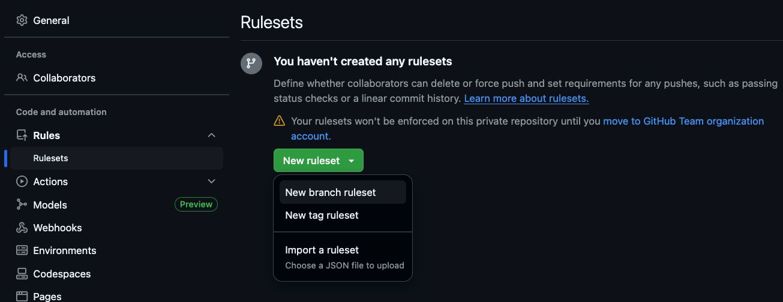 General
Access
Collaborators
Code and automation
Rules
Rulesets
Actions
Models Preview
Webhooks
Environments
Codespaces
Pages
Rulesets
You haven't created any rulesets
Define whether collaborators can delete or force push and set requirements for any pushes, such as passing
status checks or a linear commit history. Learn more about rulesets.
Your rulesets won't be enforced on this private repository until you move to GitHub Team organization
account.
New ruleset
New branch ruleset
New tag ruleset
Import a ruleset
Choose a JSON file to upload